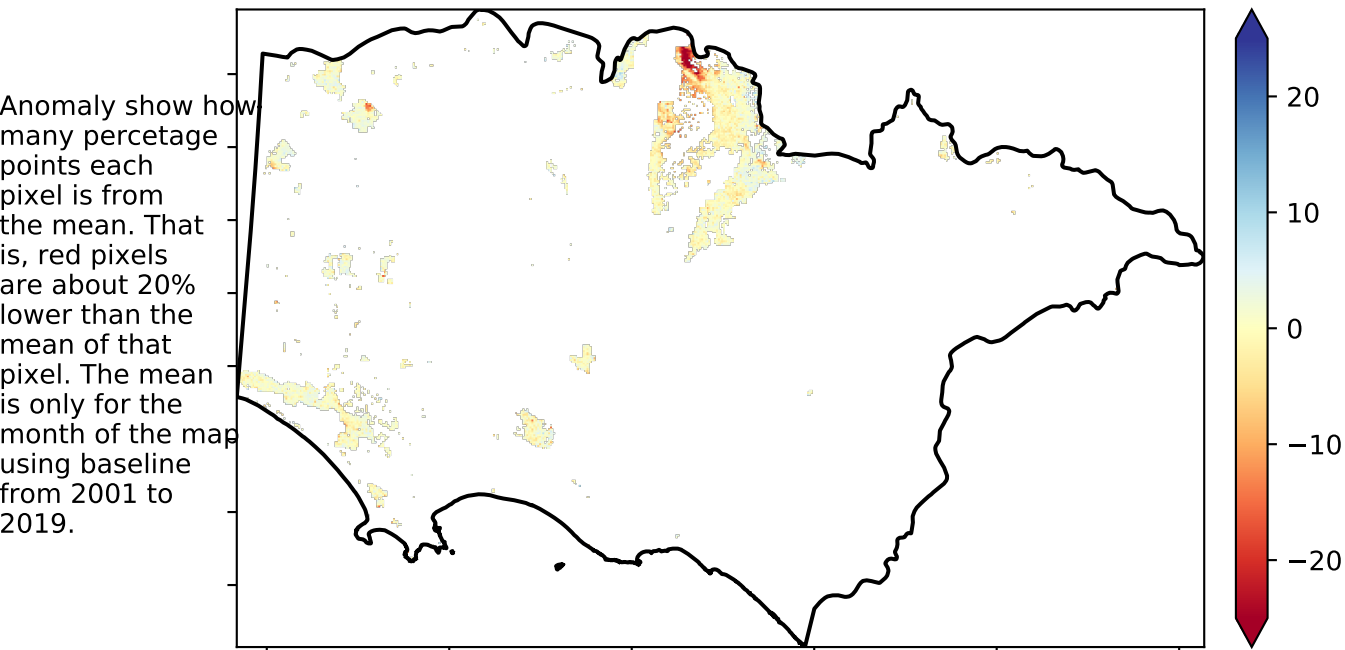 Anomaly show how
many percetage
points each
pixel is from
the mean. That
is, red pixels
are about 20%
lower than the
mean of that
pixel. The mean
is only for the
month of the map
using baseline
from 2001 to
2019.
20
10
0
−10
−20